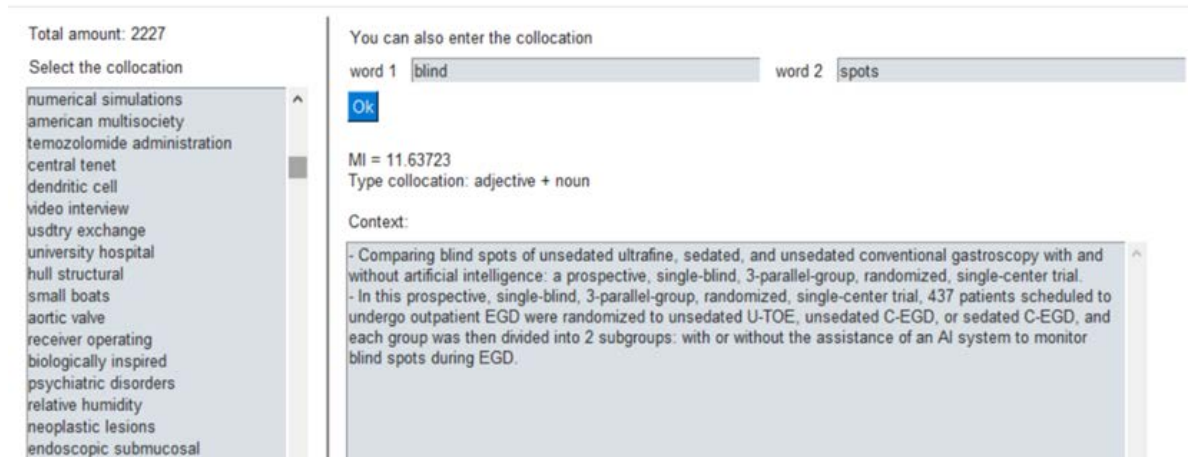 Total amount: 2227
Select the collocation
numerical simulations
american multisociety
temozolomide administration
central tenet
dendritic cell
video interview
usdtry exchange
university hospital
hull structural
small boats
aortic valve
receiver operating
biologically inspired
psychiatric disorders
relative humidity
neoplastic lesions
endoscopic submucosal
You can also enter the collocation
word 1 blind word 2 spots
Ok
MI = 11.63723
Type collocation: adjective + noun
Context:
- Comparing blind spots of unsedated ultrafine, sedated, and unsedated conventional gastroscopy with and
without artificial intelligence: a prospective, single-blind, 3-parallel-group, randomized, single-center trial.
- In this prospective, single-blind, 3-parallel-group, randomized, single-center trial, 437 patients scheduled to
undergo outpatient EGD were randomized to unsedated U-TOE, unsedated C-EGD, or sedated C-EGD, and
each group was then divided into 2 subgroups: with or without the assistance of an AI system to monitor
blind spots during EGD.